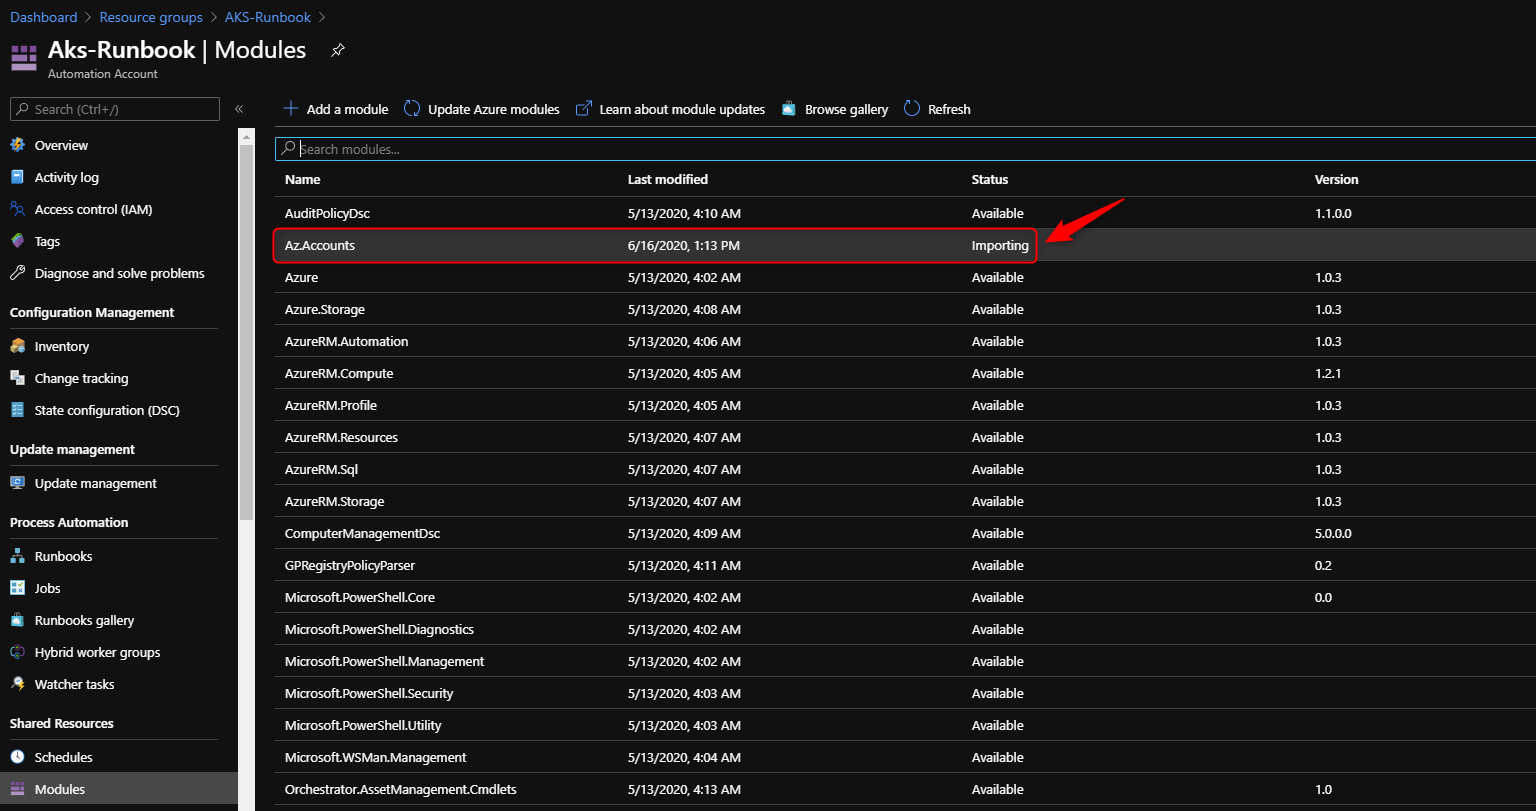 Dashboard > Resource groups > AKS-Runbook >
Aks-Runbook | Modules
Automation Account
Search (Ctrl+/)
«
Overview
Activity log
Access control (IAM)
Tags
Diagnose and solve problems
Configuration Management
Inventory
Change tracking
State configuration (DSC)
Update management
Update management
Process Automation
Runbooks
Jobs
Runbooks gallery
Hybrid worker groups
Watcher tasks
Shared Resources
Schedules
Modules
Add a module Update Azure modules Learn about module updates Browse gallery Refresh
Search modules...
Name Last modified Status Version
AuditPolicyDsc 5/13/2020, 4:10 AM Available 1.1.0.0
Az.Accounts 6/16/2020, 1:13 PM Importing
Azure 5/13/2020, 4:02 AM Available 1.0.3
Azure.Storage 5/13/2020, 4:08 AM Available 1.0.3
AzureRM.Automation 5/13/2020, 4:06 AM Available 1.0.3
AzureRM.Compute 5/13/2020, 4:05 AM Available 1.2.1
AzureRM.Profile 5/13/2020, 4:05 AM Available 1.0.3
AzureRM.Resources 5/13/2020, 4:07 AM Available 1.0.3
AzureRM.Sql 5/13/2020, 4:07 AM Available 1.0.3
AzureRM.Storage 5/13/2020, 4:07 AM Available 1.0.3
ComputerManagementDsc 5/13/2020, 4:09 AM Available 5.0.0.0
GPRegistryPolicyParser 5/13/2020, 4:11 AM Available 0.2
Microsoft.PowerShell.Core 5/13/2020, 4:02 AM Available 0.0
Microsoft.PowerShell.Diagnostics 5/13/2020, 4:02 AM Available
Microsoft.PowerShell.Management 5/13/2020, 4:02 AM Available
Microsoft.PowerShell.Security 5/13/2020, 4:03 AM Available
Microsoft.PowerShell.Utility 5/13/2020, 4:03 AM Available
Microsoft.WSMan.Management 5/13/2020, 4:04 AM Available
Orchestrator.AssetManagement.Cmdlets 5/13/2020, 4:13 AM Available 1.0